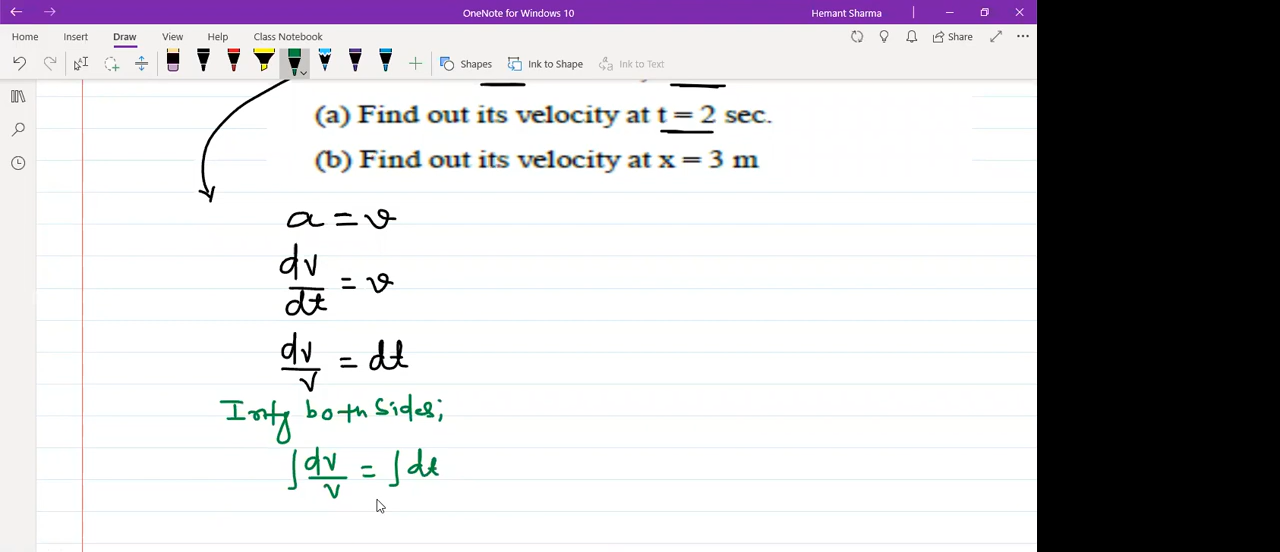 OneNote for Windows 10
Hemant Sharma
Home Insert Draw View Help Class Notebook
Share
Shapes Ink to Shape Ink to Text
(a) Find out its velocity at t = 2 sec.
(b) Find out its velocity at x = 3 m
a = v
dv/dt = v
dv/v = dt
Intg both sides;
∫ dv/v = ∫ dt